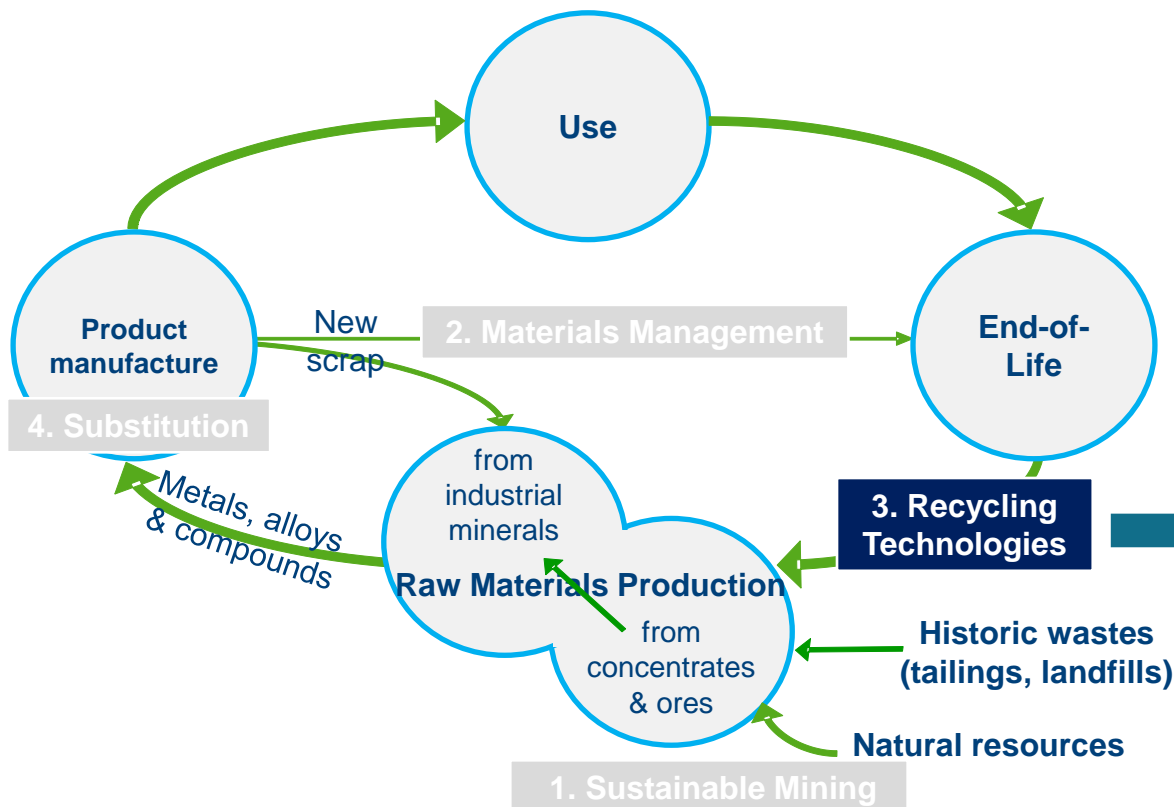 Use
Product
manufacture
New
scrap
2. Materials Management
End-of-
Life
4. Substitution
from
industrial
minerals
Metals, alloys
& compounds
3. Recycling
Technologies
Raw Materials Production
from
concentrates
& ores
Historic wastes
(tailings, landfills)
Natural resources
1. Sustainable Mining